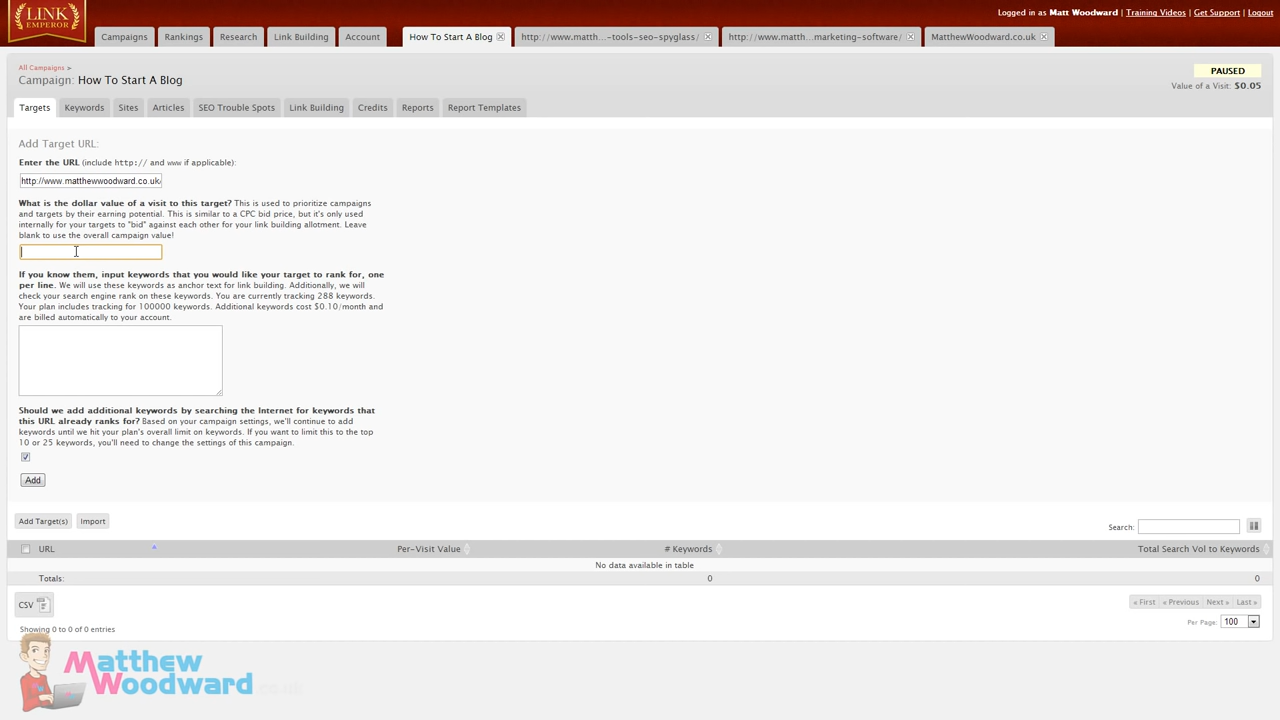 LINK
EMPEROR
Logged in as Matt Woodward | Training Videos | Get Support | Logout
Campaigns
Rankings
Research
Link Building
Account
How To Start A Blog
http://www.matth...-tools-seo-spyglass/
http://www.matth...marketing-software/
MatthewWoodward.co.uk
All Campaigns >
Campaign: How To Start A Blog
PAUSED
Value of a Visit: $0.05
Targets
Keywords
Sites
Articles
SEO Trouble Spots
Link Building
Credits
Reports
Report Templates
Add Target URL:
Enter the URL (include http:// and www if applicable):
http://www.matthewwoodward.co.uk/
What is the dollar value of a visit to this target? This is used to prioritize campaigns
and targets by their earning potential. This is similar to a CPC bid price, but it's only used
internally for your targets to "bid" against each other for your link building allotment. Leave
blank to use the overall campaign value!
If you know them, input keywords that you would like your target to rank for, one
per line. We will use these keywords as anchor text for link building. Additionally, we will
check your search engine rank on these keywords. You are currently tracking 288 keywords.
Your plan includes tracking for 100000 keywords. Additional keywords cost $0.10/month and
are billed automatically to your account.
Should we add additional keywords by searching the Internet for keywords that
this URL already ranks for? Based on your campaign settings, we'll continue to add
keywords until we hit your plan's overall limit on keywords. If you want to limit this to the top
10 or 25 keywords, you'll need to change the settings of this campaign.
Add
Add Target(s)
Import
Search:
URL
Per-Visit Value
# Keywords
Total Search Vol to Keywords
No data available in table
Totals:
0
0
CSV
« First
« Previous
Next »
Last »
Showing 0 to 0 of 0 entries
Per Page: 100
Matthew
Woodward.co.uk